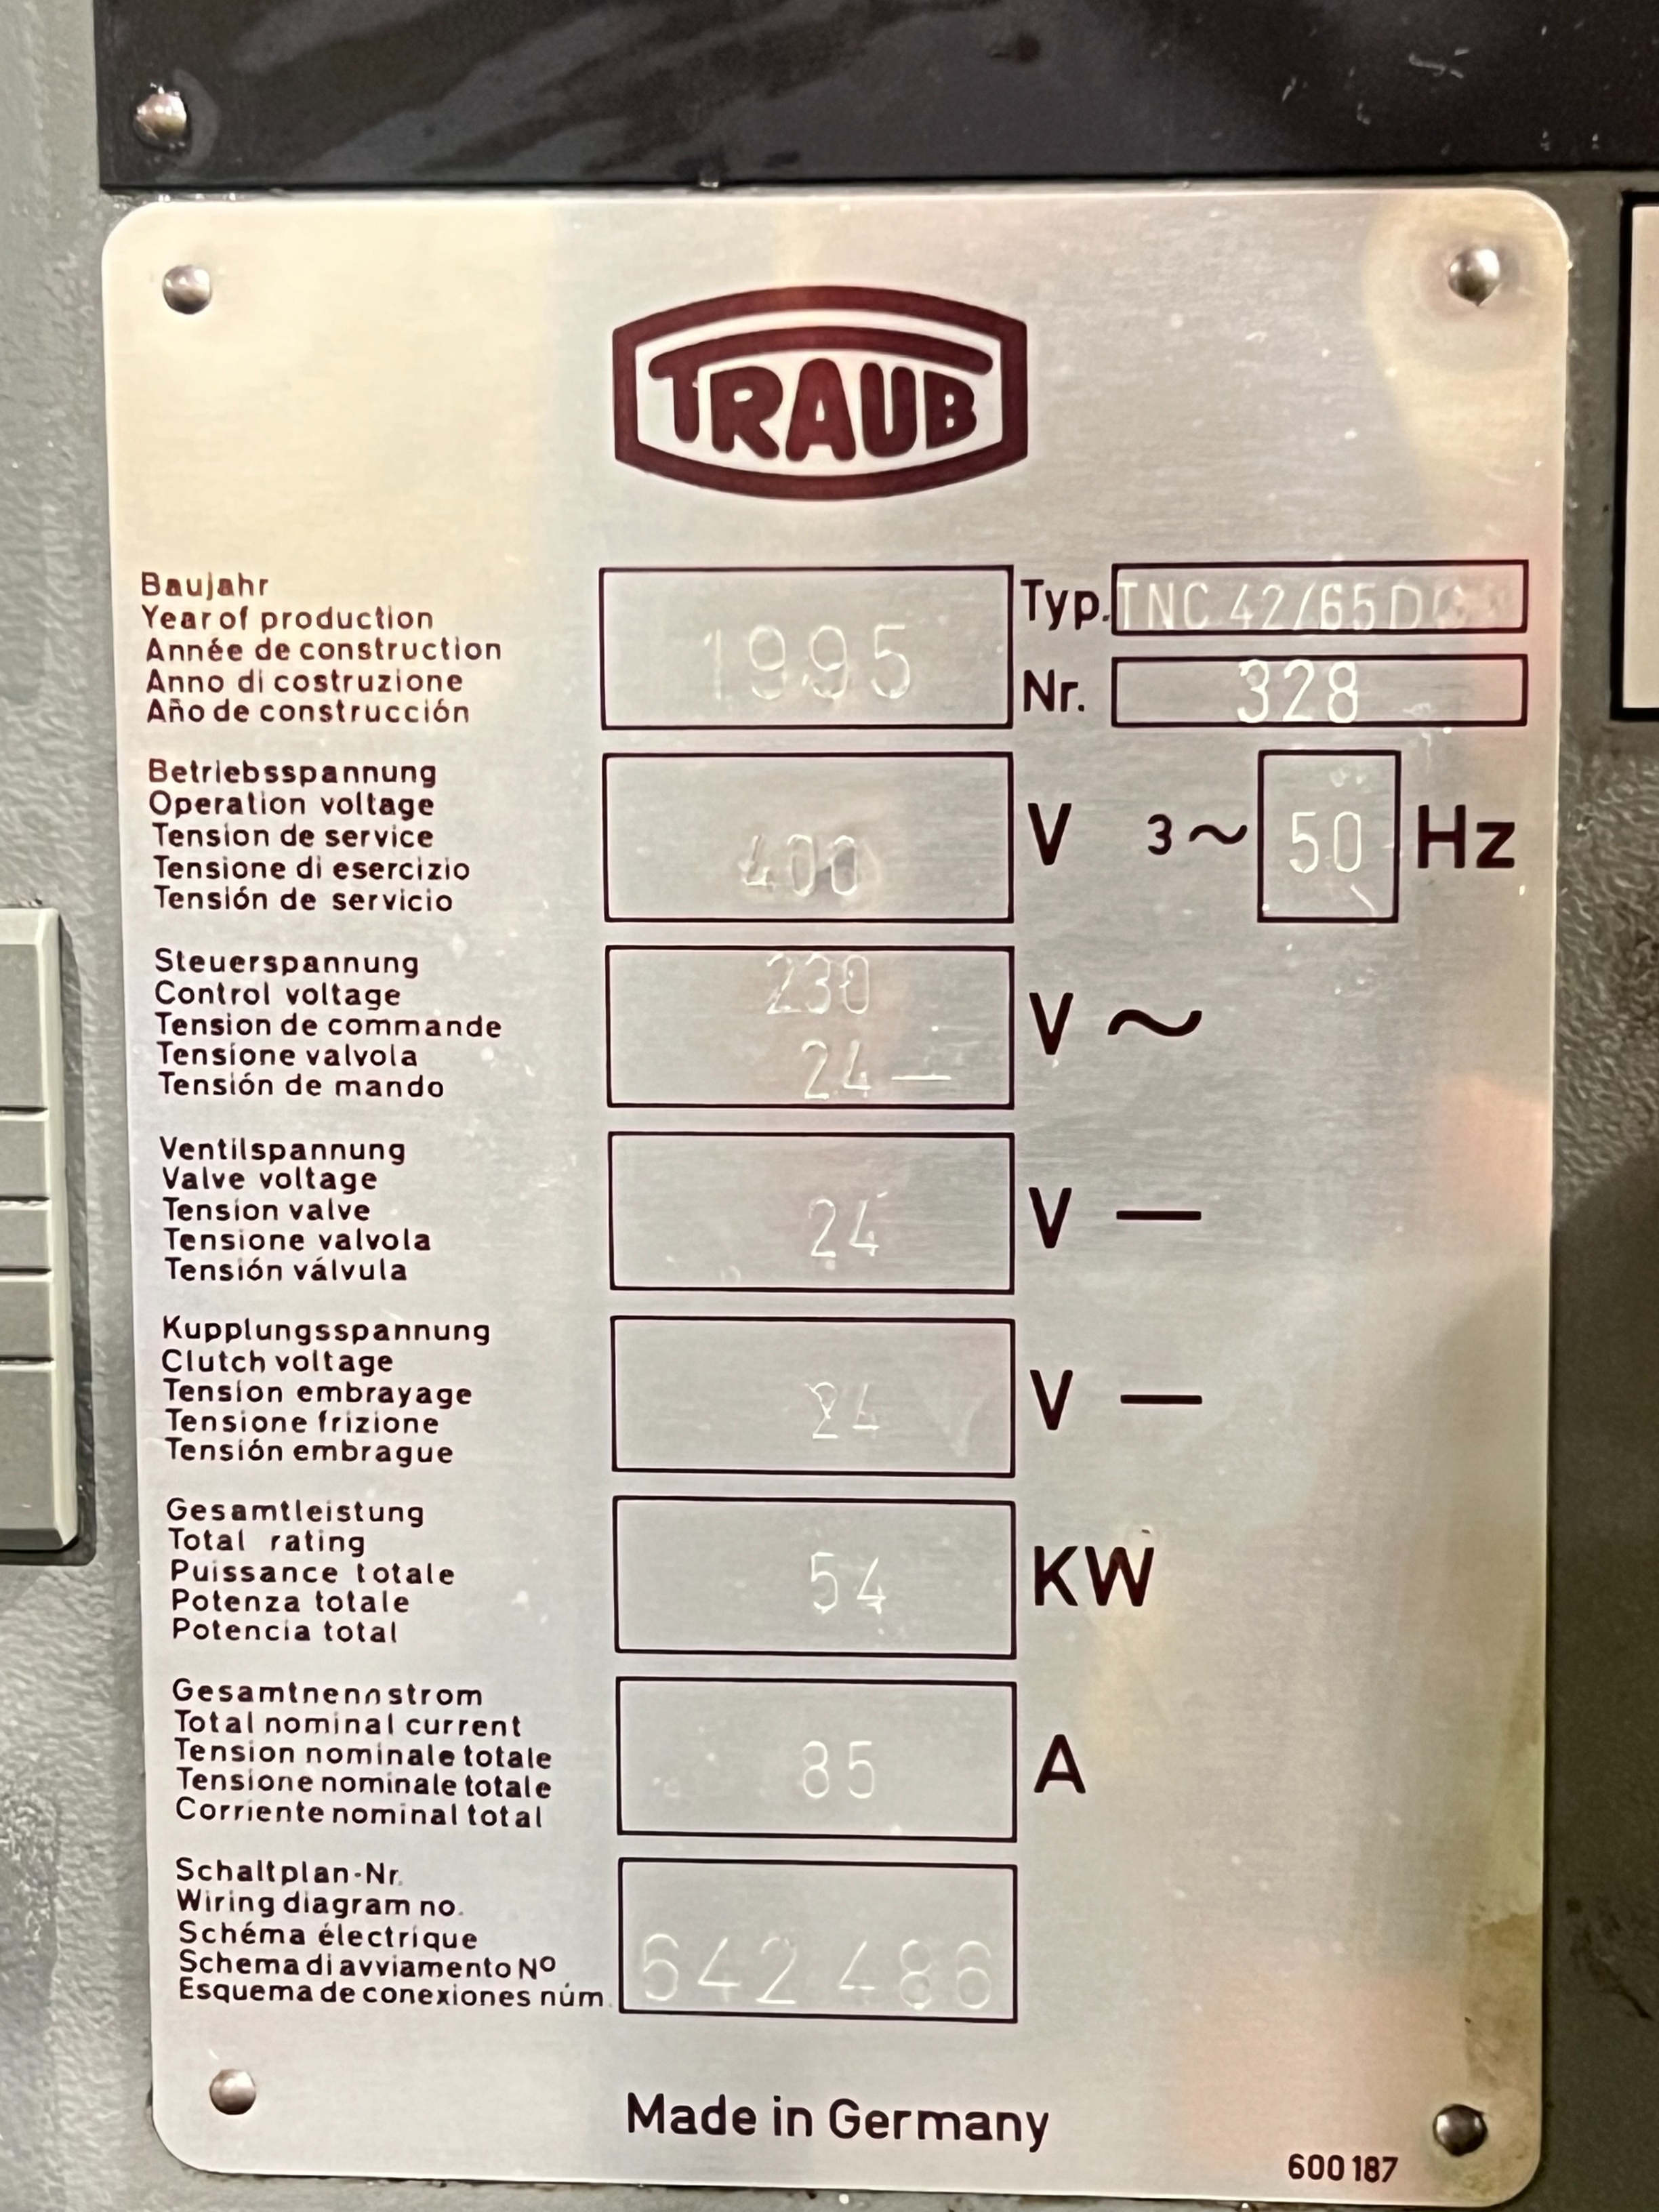 TRAUB
Baujahr
Year of production
Année de construction
Anno di costruzione
Año de construcción
1995
Typ. TNC 42/65
Nr. 328
Betriebsspannung
Operation voltage
Tension de service
Tensione di esercizio
Tensión de servicio
400 V 3~ 50 Hz
Steuerspannung
Control voltage
Tension de commande
Tensione valvola
Tensión de mando
230
24 —
V ~
Ventilspannung
Valve voltage
Tension valve
Tensione valvola
Tensión válvula
24 V —
Kupplungsspannung
Clutch voltage
Tension embrayage
Tensione frizione
Tensión embrague
24 V —
Gesamtleistung
Total rating
Puissance totale
Potenza totale
Potencia total
54 KW
Gesamtnennstrom
Total nominal current
Tension nominale totale
Tensione nominale totale
Corriente nominal total
85 A
Schaltplan-Nr.
Wiring diagram no.
Schéma électrique
Schema di avviamento Nº
Esquema de conexiones núm.
642 486
Made in Germany
600 187